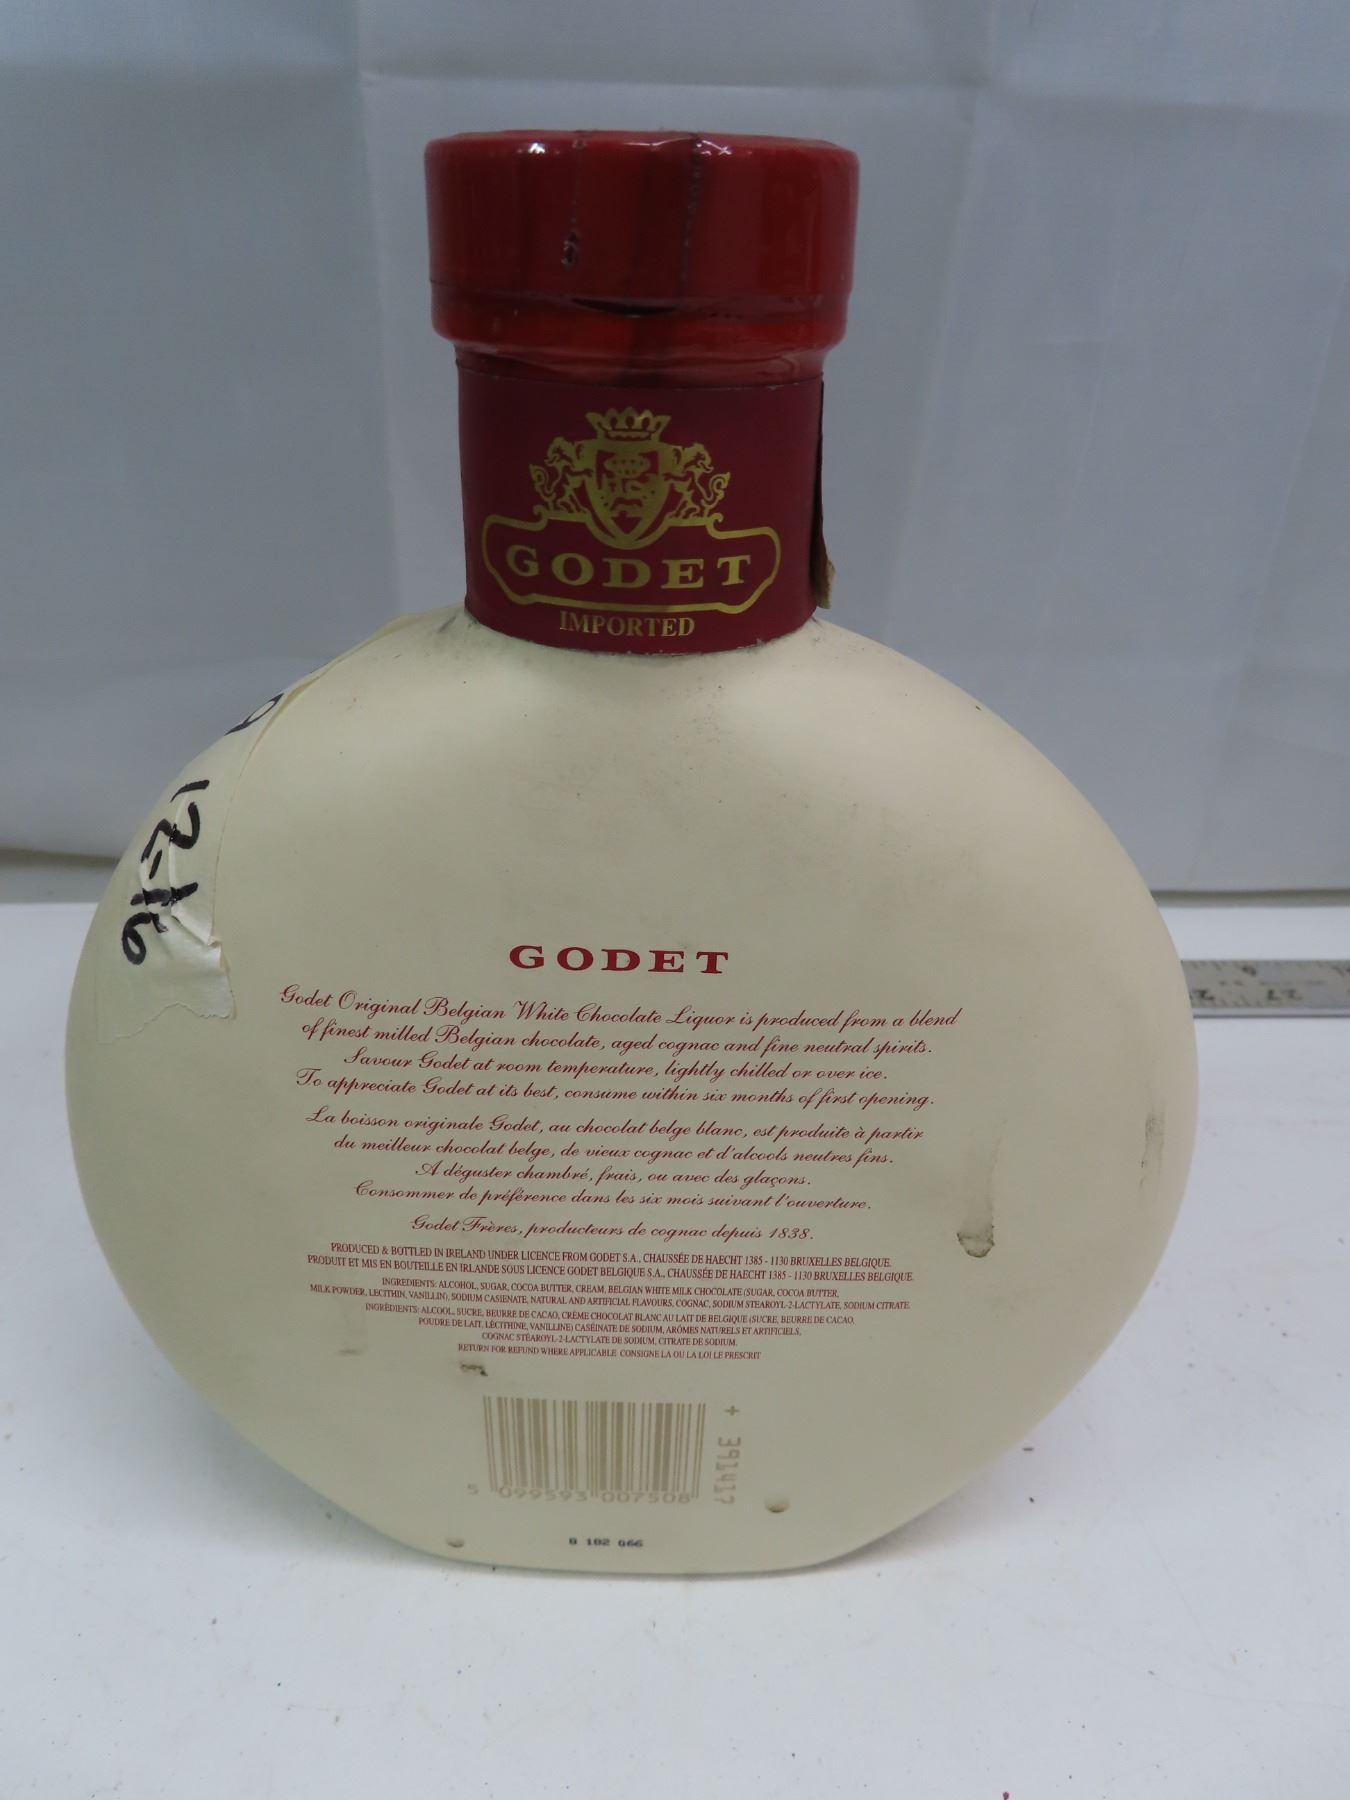 GODET
IMPORTED
12-16
GODET
Godet Original Belgian White Chocolate Liquor is produced from a blend
of finest milled Belgian chocolate, aged cognac and fine neutral spirits.
Savour Godet at room temperature, lightly chilled or over ice.
To appreciate Godet at its best, consume within six months of first opening.
La boisson originale Godet, au chocolat belge blanc, est produite à partir
du meilleur chocolat belge, de vieux cognac et d'alcools neutres fins.
A déguster chambré, frais, ou avec des glaçons.
Consommer de préférence dans les six mois suivant l'ouverture.
Godet Frères, producteurs de cognac depuis 1838.
PRODUCED & BOTTLED IN IRELAND UNDER LICENCE FROM GODET S.A., CHAUSSÉE DE HAECHT 1385 - 1130 BRUXELLES BELGIQUE.
PRODUIT ET MIS EN BOUTEILLE EN IRLANDE SOUS LICENCE GODET BELGIQUE S.A., CHAUSSÉE DE HAECHT 1385 - 1130 BRUXELLES BELGIQUE.
INGREDIENTS: ALCOHOL, SUGAR, COCOA BUTTER, CREAM, BELGIAN WHITE MILK CHOCOLATE (SUGAR, COCOA BUTTER,
MILK POWDER, LECITHIN, VANILLIN), SODIUM CASIENATE, NATURAL AND ARTIFICIAL FLAVOURS, COGNAC, SODIUM STEAROYL-2-LACTYLATE, SODIUM CITRATE.
INGRÉDIENTS: ALCOOL, SUCRE, BEURRE DE CACAO, CRÈME CHOCOLAT BLANC AU LAIT DE BELGIQUE (SUCRE, BEURRE DE CACAO,
POUDRE DE LAIT, LÉCITHINE, VANILLINE) CASÉINATE DE SODIUM, ARÔMES NATURELS ET ARTIFICIELS,
COGNAC STÉAROYL-2-LACTYLATE DE SODIUM, CITRATE DE SODIUM.
RETURN FOR REFUND WHERE APPLICABLE CONSIGNE LA OU LA LOI LE PRESCRIT
+ 391417
5 099593 007508
27